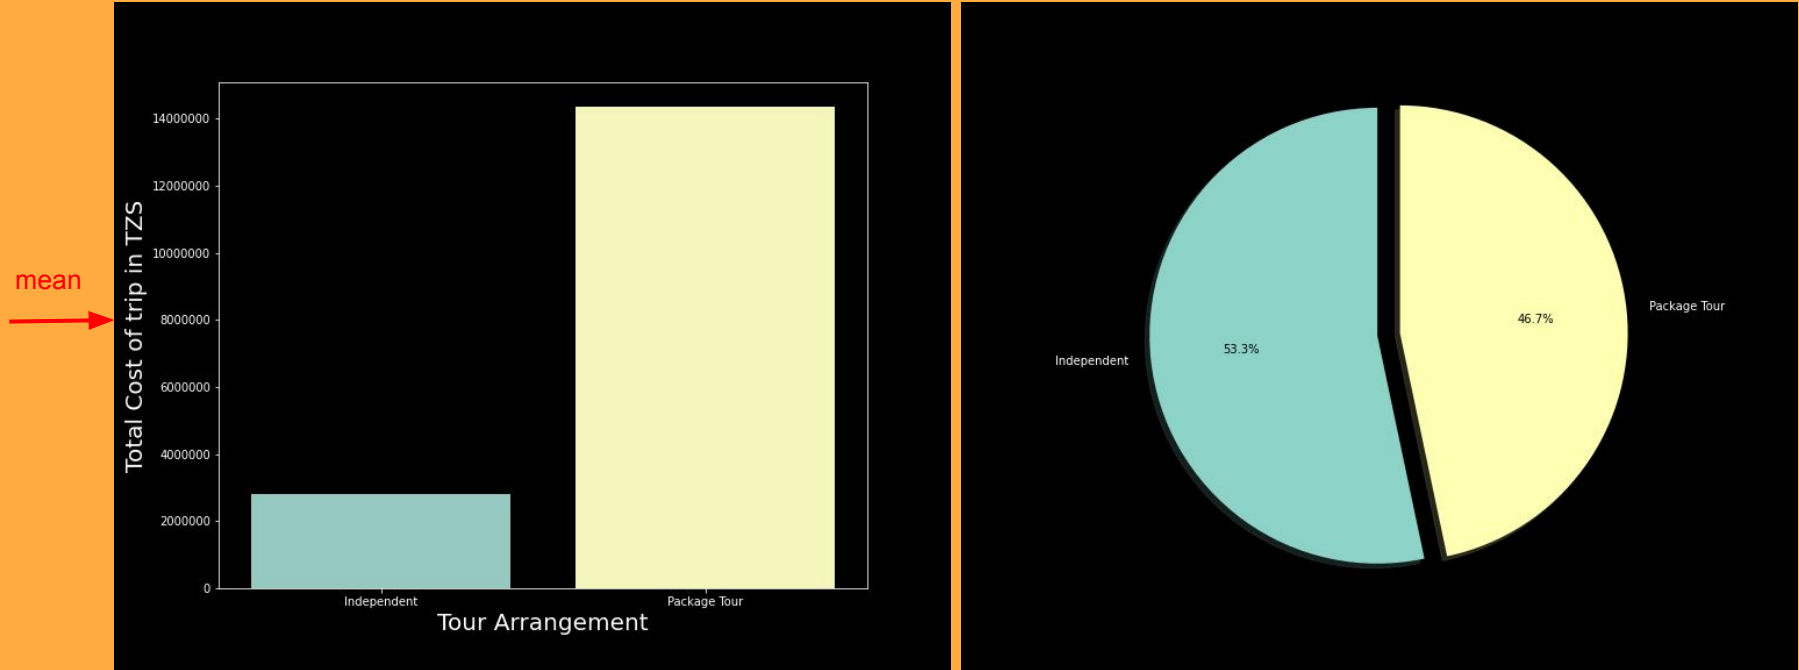 mean
Total Cost of trip in TZS
14000000
12000000
10000000
8000000
6000000
4000000
2000000
0
Independent
Package Tour
Tour Arrangement
Package Tour
46.7%
53.3%
Independent